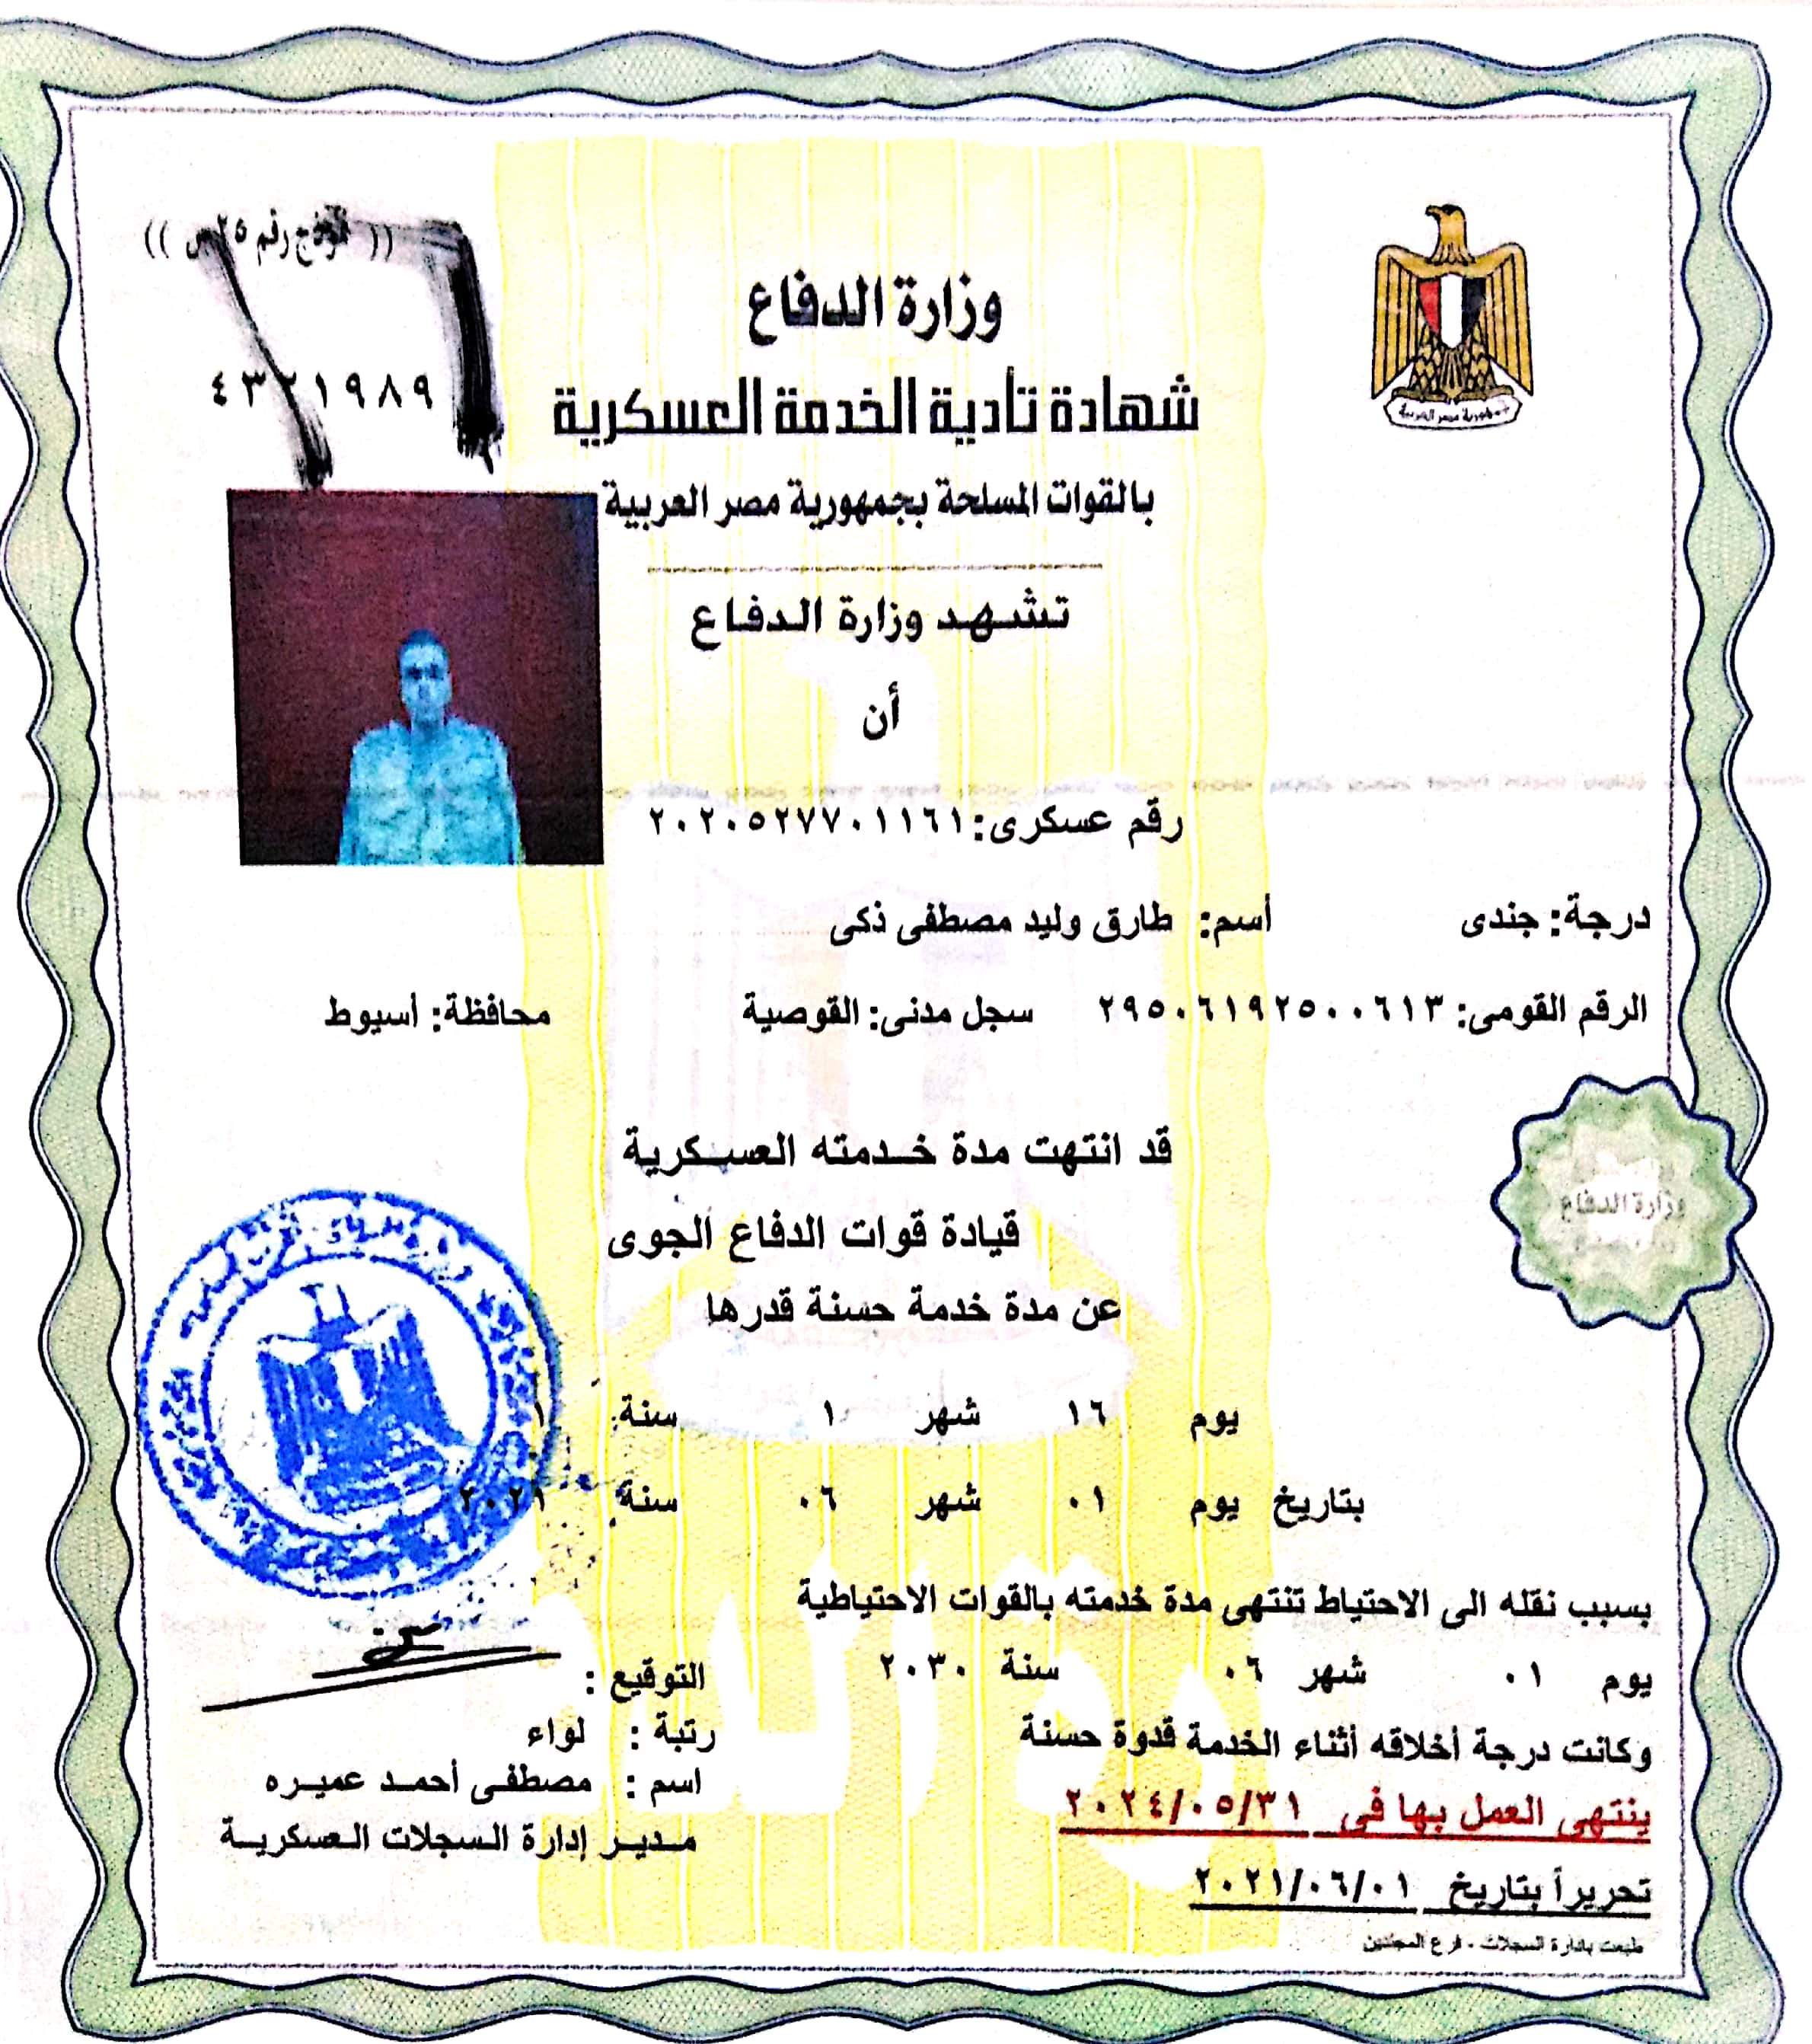 (( نموذج رقم ٢٥ س ))
وزارة الدفاع
٤٣٢١٩٨٩
شهادة تأدية الخدمة العسكرية
جمهورية مصر العربية
بالقوات المسلحة بجمهورية مصر العربية
تشهد وزارة الدفاع
أن
رقم عسكرى: ٢٠٢٠٥٢٧٧٠١١٦١
درجة: جندى أسم: طارق وليد مصطفى ذكى
الرقم القومى: ٢٩٥٠٦١٩٢٥٠٠٦١٣ سجل مدنى: القوصية محافظة: أسيوط
قد انتهت مدة خدمته العسكرية
وزارة الدفاع
قيادة قوات الدفاع الجوى
عن مدة خدمة حسنة قدرها
يوم ١٦ شهر ١ سنة ١
بتاريخ يوم ٠١ شهر ٠٦ سنة ٢٠٢١
بسبب نقله الى الاحتياط تنتهى مدة خدمته بالقوات الاحتياطية
يوم ٠١ شهر ٠٦ سنة ٢٠٣٠
وكانت درجة أخلاقه أثناء الخدمة قدوة حسنة
ينتهى العمل بها فى ٢٠٢٤/٠٥/٣١
تحريراً بتاريخ ٢٠٢١/٠٦/٠١
طبعت بادارة السجلات - فرع المجندين
التوقيع :
رتبة : لواء
اسم : مصطفى أحمد عميره
مدير إدارة السجلات العسكرية